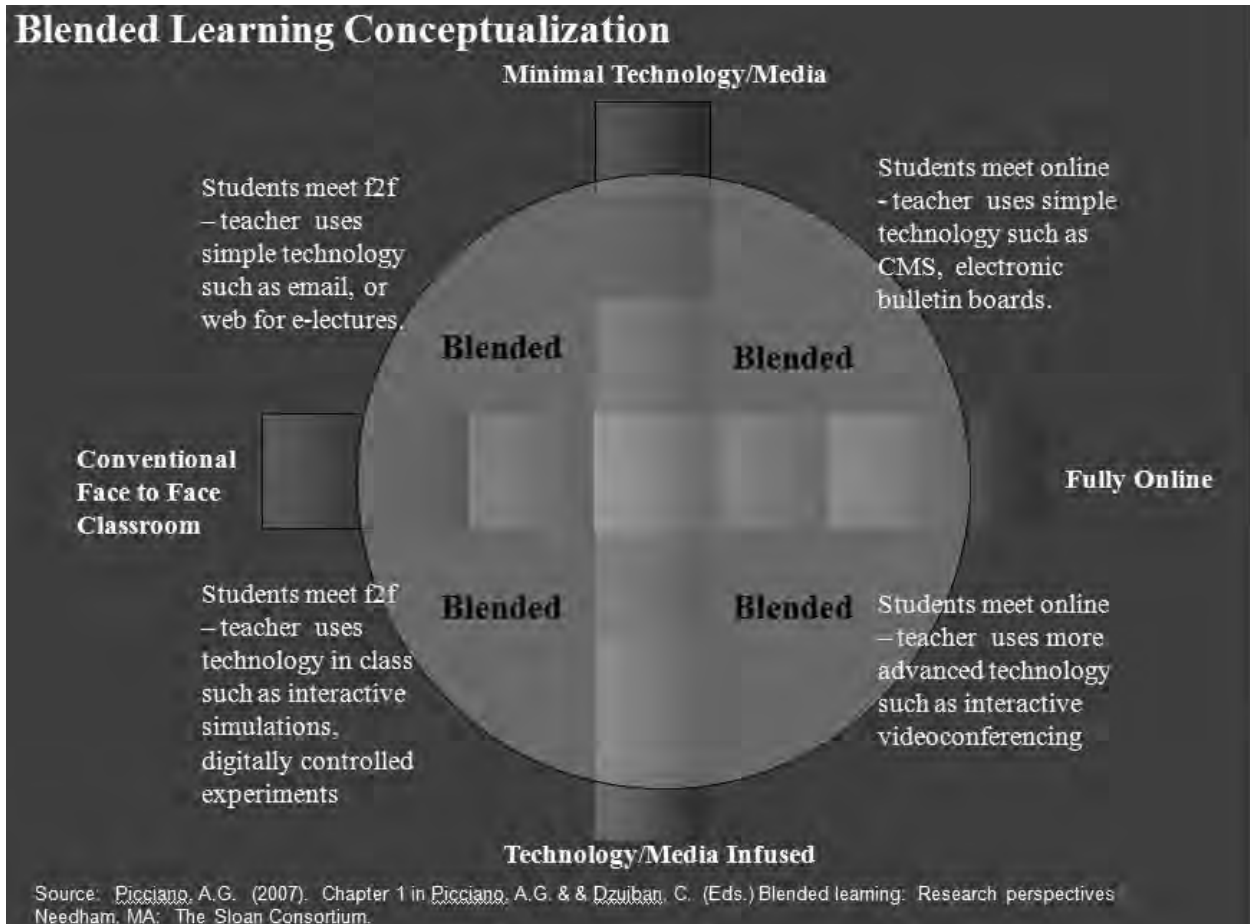 Blended Learning Conceptualization
Minimal Technology/Media
Students meet f2f
– teacher uses
simple technology
such as email, or
web for e-lectures.
Students meet online
- teacher uses simple
technology such as
CMS, electronic
bulletin boards.
Blended
Blended
Conventional
Face to Face
Classroom
Fully Online
Blended
Blended
Students meet f2f
– teacher uses
technology in class
such as interactive
simulations,
digitally controlled
experiments
Students meet online
– teacher uses more
advanced technology
such as interactive
videoconferencing
Technology/Media Infused
Source: Picciano, A.G. (2007). Chapter 1 in Picciano, A.G. & & Dzuiban, C. (Eds.) Blended learning: Research perspectives
Needham, MA: The Sloan Consortium.